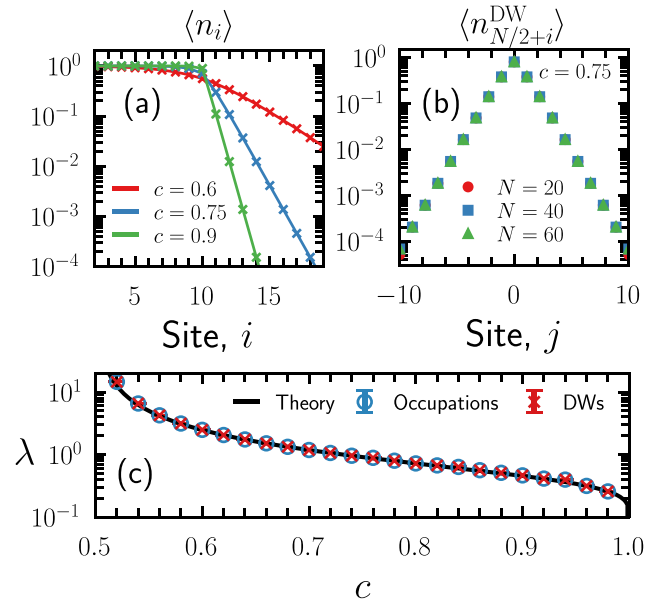 ⟨n_i⟩
10^0
10^{-1}
10^{-2}
10^{-3}
10^{-4}
(a)
c = 0.6
c = 0.75
c = 0.9
5 10 15
Site, i
⟨n^{DW}_{N/2+i}⟩
10^0
10^{-1}
10^{-2}
10^{-3}
10^{-4}
(b)
c = 0.75
N = 20
N = 40
N = 60
−10 0 10
Site, j
10^1
10^0
10^{-1}
λ
Theory Occupations DWs
(c)
0.5 0.6 0.7 0.8 0.9 1.0
c